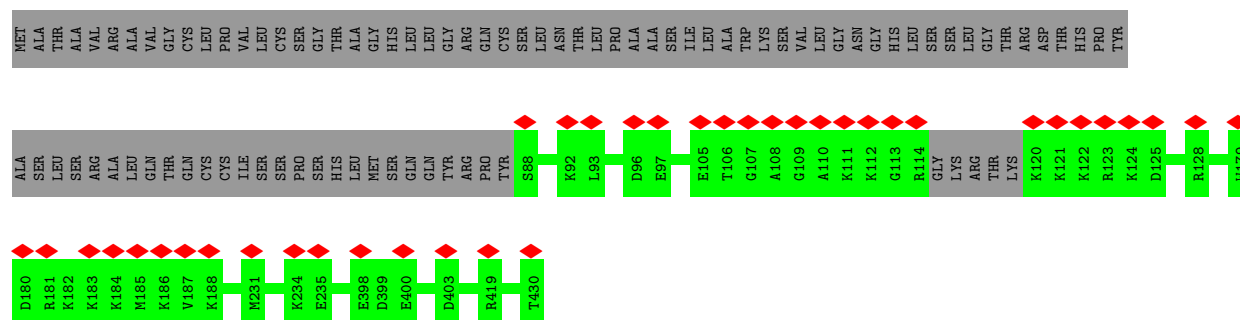 MET ALA THR ALA VAL ARG ALA VAL GLY CYS LEU PRO VAL LEU CYS SER GLY THR ALA GLY HIS LEU LEU GLY ARG GLN CYS SER LEU ASN THR LEU PRO ALA ALA SER ILE LEU ALA TRP LYS SER VAL LEU GLY ASN GLY HIS LEU SER SER LEU GLY THR ARG ASP THR HIS PRO TYR
ALA SER LEU SER ARG ALA LEU GLN THR GLN CYS CYS ILE SER SER PRO SER HIS LEU MET SER GLN GLN TYR ARG PRO TYR S88 K92 L93 D96 E97 E105 T106 G107 A108 G109 A110 K111 K112 G113 R114 GLY LYS ARG THR LYS K120 K121 K122 R123 K124 D125 R128
D180 R181 K182 K183 K184 M185 K186 V187 K188 M231 K234 E235 E398 D399 E400 D403 R419 T430